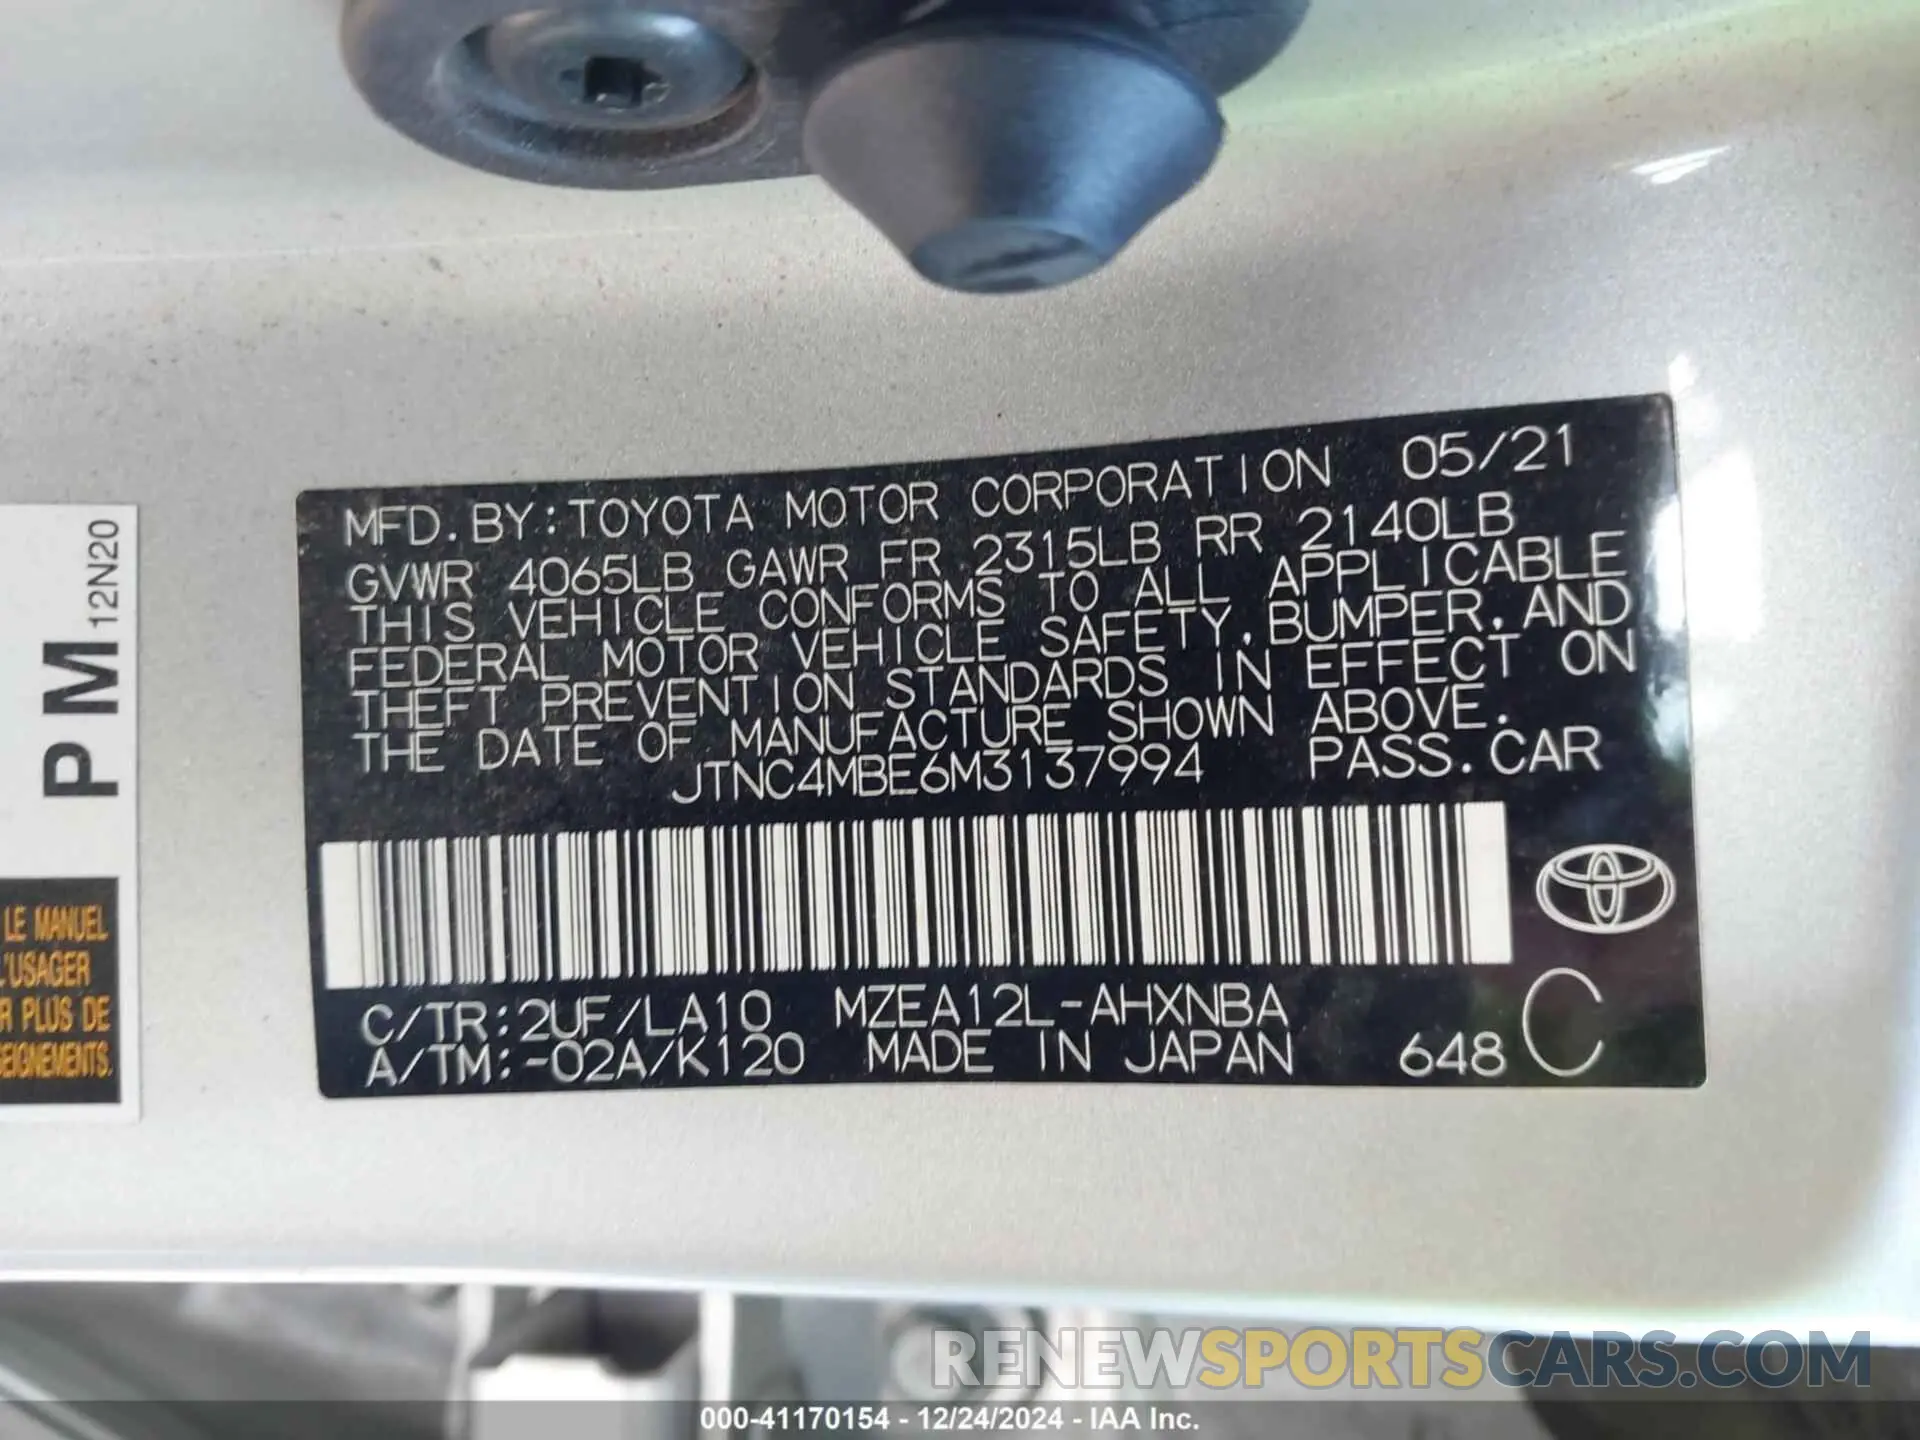 MFD.BY:TOYOTA MOTOR CORPORATION 05/21
GVWR 4065LB GAWR FR 2315LB RR 2140LB
THIS VEHICLE CONFORMS TO ALL APPLICABLE
FEDERAL MOTOR VEHICLE SAFETY, BUMPER, AND
THEFT PREVENTION STANDARDS IN EFFECT ON
THE DATE OF MANUFACTURE SHOWN ABOVE.
JTNC4MBE6M3137994 PASS.CAR
C/TR:2UF/LA10 MZEA12L-AHXNBA
A/TM:-02A/K120 MADE IN JAPAN 648 C
PM 12N20
LE MANUEL
L'USAGER
R PLUS DE
SEIGNEMENTS.
RENEWSPORTSCARS.COM
000-41170154 - 12/24/2024 - IAA Inc.